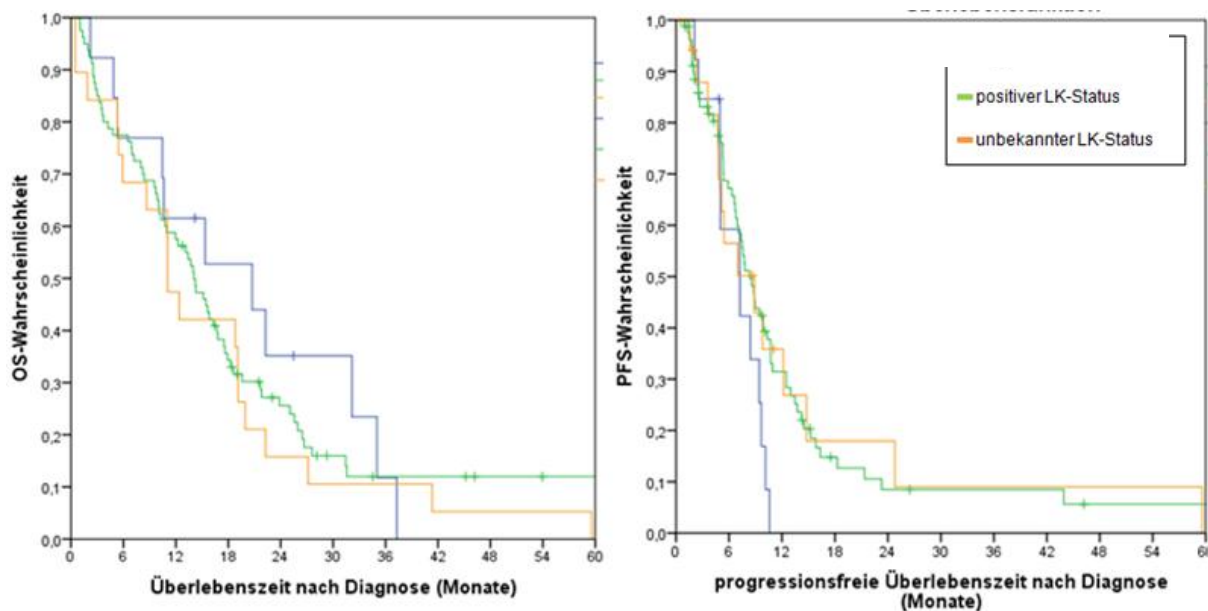 1,0
0,9
0,8
0,7
0,6
0,5
0,4
0,3
0,2
0,1
0,0
OS-Wahrscheinlichkeit
0 6 12 18 24 30 36 42 48 54 60
Überlebenszeit nach Diagnose (Monate)
1,0
0,9
0,8
0,7
0,6
0,5
0,4
0,3
0,2
0,1
0,0
PFS-Wahrscheinlichkeit
positiver LK-Status
unbekannter LK-Status
0 6 12 18 24 30 36 42 48 54 60
progressionsfreie Überlebenszeit nach Diagnose
(Monate)